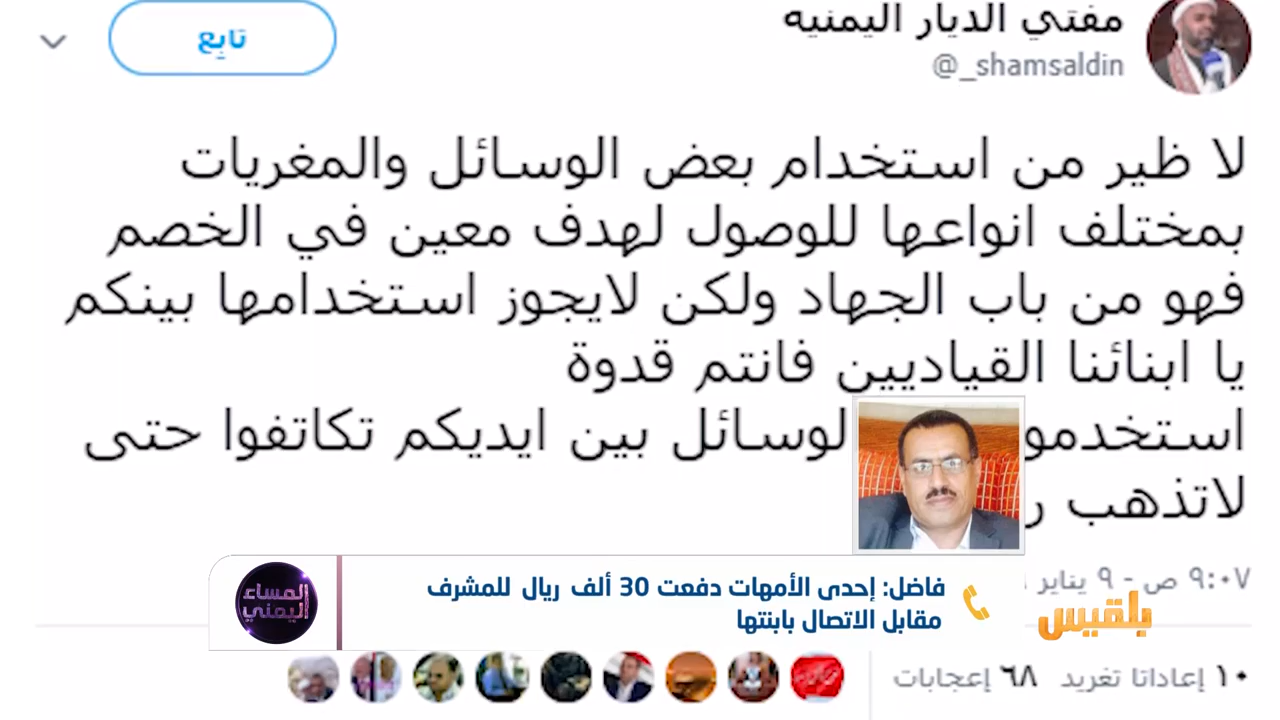 مفتي الديار اليمنيه
@_shamsaldin
تابع
لا ظير من استخدام بعض الوسائل والمغريات
بمختلف انواعها للوصول لهدف معين في الخصم
فهو من باب الجهاد ولكن لايجوز استخدامها بينكم
يا ابنائنا القياديين فانتم قدوة
استخدمو لوسائل بين ايديكم تكاتفوا حتى
لاتذهب ر
٩:٠٧ ص - ٩ يناير
فاضل: إحدى الأمهات دفعت 30 ألف ريال للمشرف
مقابل الاتصال بابنتها
المساء
اليمني
بلقيس
١٠ إعاداتا تغريد ٦٨ إعجابات